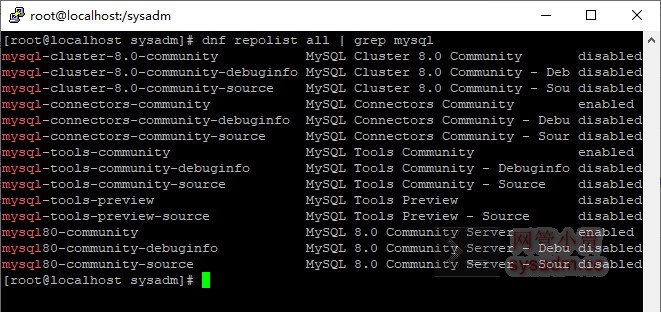 root@localhost:/sysadm
[root@localhost sysadm]# dnf repolist all | grep mysql
mysql-cluster-8.0-community MySQL Cluster 8.0 Community disabled
mysql-cluster-8.0-community-debuginfo MySQL Cluster 8.0 Community - Deb disabled
mysql-cluster-8.0-community-source MySQL Cluster 8.0 Community - Sou disabled
mysql-connectors-community MySQL Connectors Community enabled
mysql-connectors-community-debuginfo MySQL Connectors Community - Debu disabled
mysql-connectors-community-source MySQL Connectors Community - Sour disabled
mysql-tools-community MySQL Tools Community enabled
mysql-tools-community-debuginfo MySQL Tools Community - Debuginfo disabled
mysql-tools-community-source MySQL Tools Community - Source disabled
mysql-tools-preview MySQL Tools Preview disabled
mysql-tools-preview-source MySQL Tools Preview - Source disabled
mysql80-community MySQL 8.0 Community Server enabled
mysql80-community-debuginfo MySQL 8.0 Community Server - Debu disabled
mysql80-community-source MySQL 8.0 Community Server - Sour disabled
[root@localhost sysadm]#
网管小贾